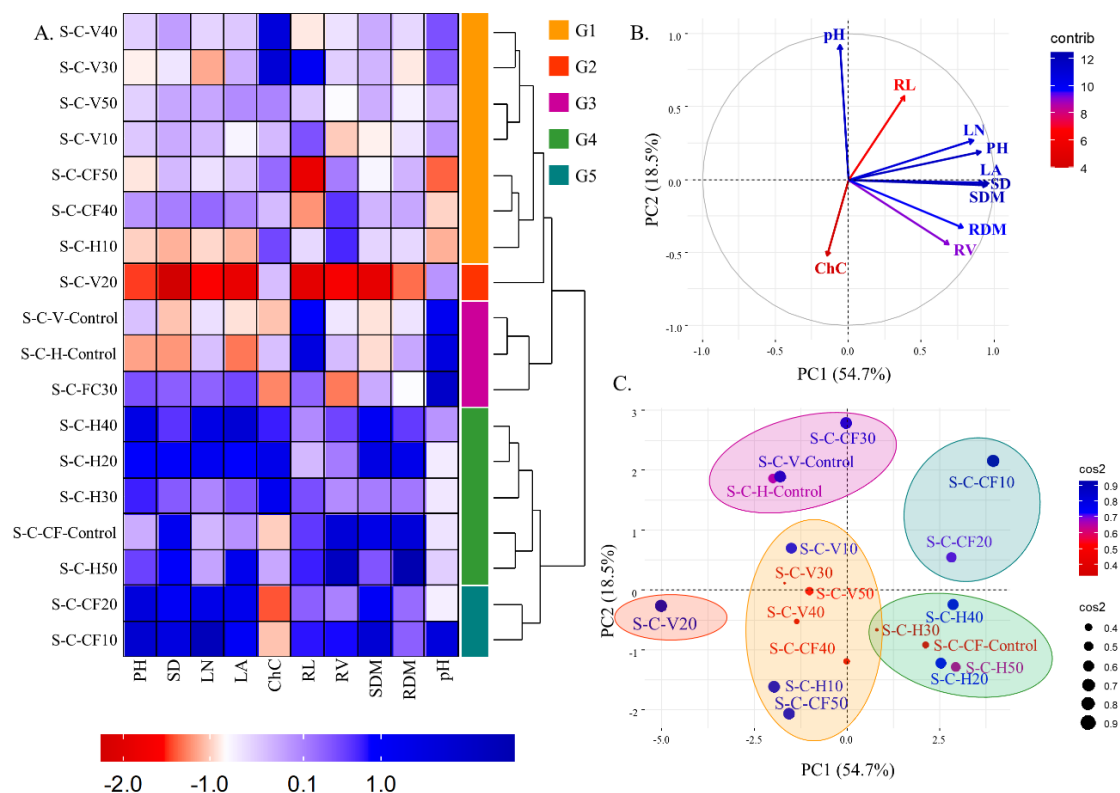 A.
S-C-V40
S-C-V30
S-C-V50
S-C-V10
S-C-CF50
S-C-CF40
S-C-H10
S-C-V20
S-C-V-Control
S-C-H-Control
S-C-FC30
S-C-H40
S-C-H20
S-C-H30
S-C-CF-Control
S-C-H50
S-C-CF20
S-C-CF10
PH SD LN LA ChC RL RV SDM RDM pH
-2.0 -1.0 0.1 1.0
G1
G2
G3
G4
G5
B.
PC2 (18.5%)
1.0
0.5
0.0
-0.5
-1.0
pH
RL
LN
PH
LA
SD
SDM
RDM
RV
ChC
-1.0 -0.5 0.0 0.5 1.0
PC1 (54.7%)
contrib
12
10
8
6
4
C.
PC2 (18.5%)
3
2
1
0
-1
-2
S-C-CF30
S-C-V-Control
S-C-H-Control
S-C-CF10
S-C-CF20
S-C-V10
S-C-V30
S-C-V50
S-C-V40
S-C-V20
S-C-CF40
S-C-H10
S-C-CF50
S-C-H40
S-C-H30
S-C-CF-Control
S-C-H50
S-C-H20
-5.0 -2.5 0.0 2.5
PC1 (54.7%)
cos2
0.9
0.8
0.7
0.6
0.5
0.4
cos2
0.4
0.5
0.6
0.7
0.8
0.9